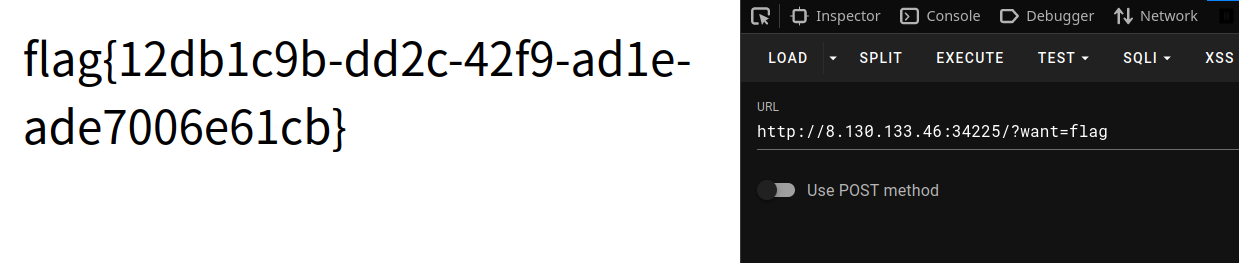 flag{12db1c9b-dd2c-42f9-ad1e-
ade7006e61cb}
Inspector Console Debugger Network
LOAD SPLIT EXECUTE TEST SQLI XSS
URL
http://8.130.133.46:34225/?want=flag
Use POST method